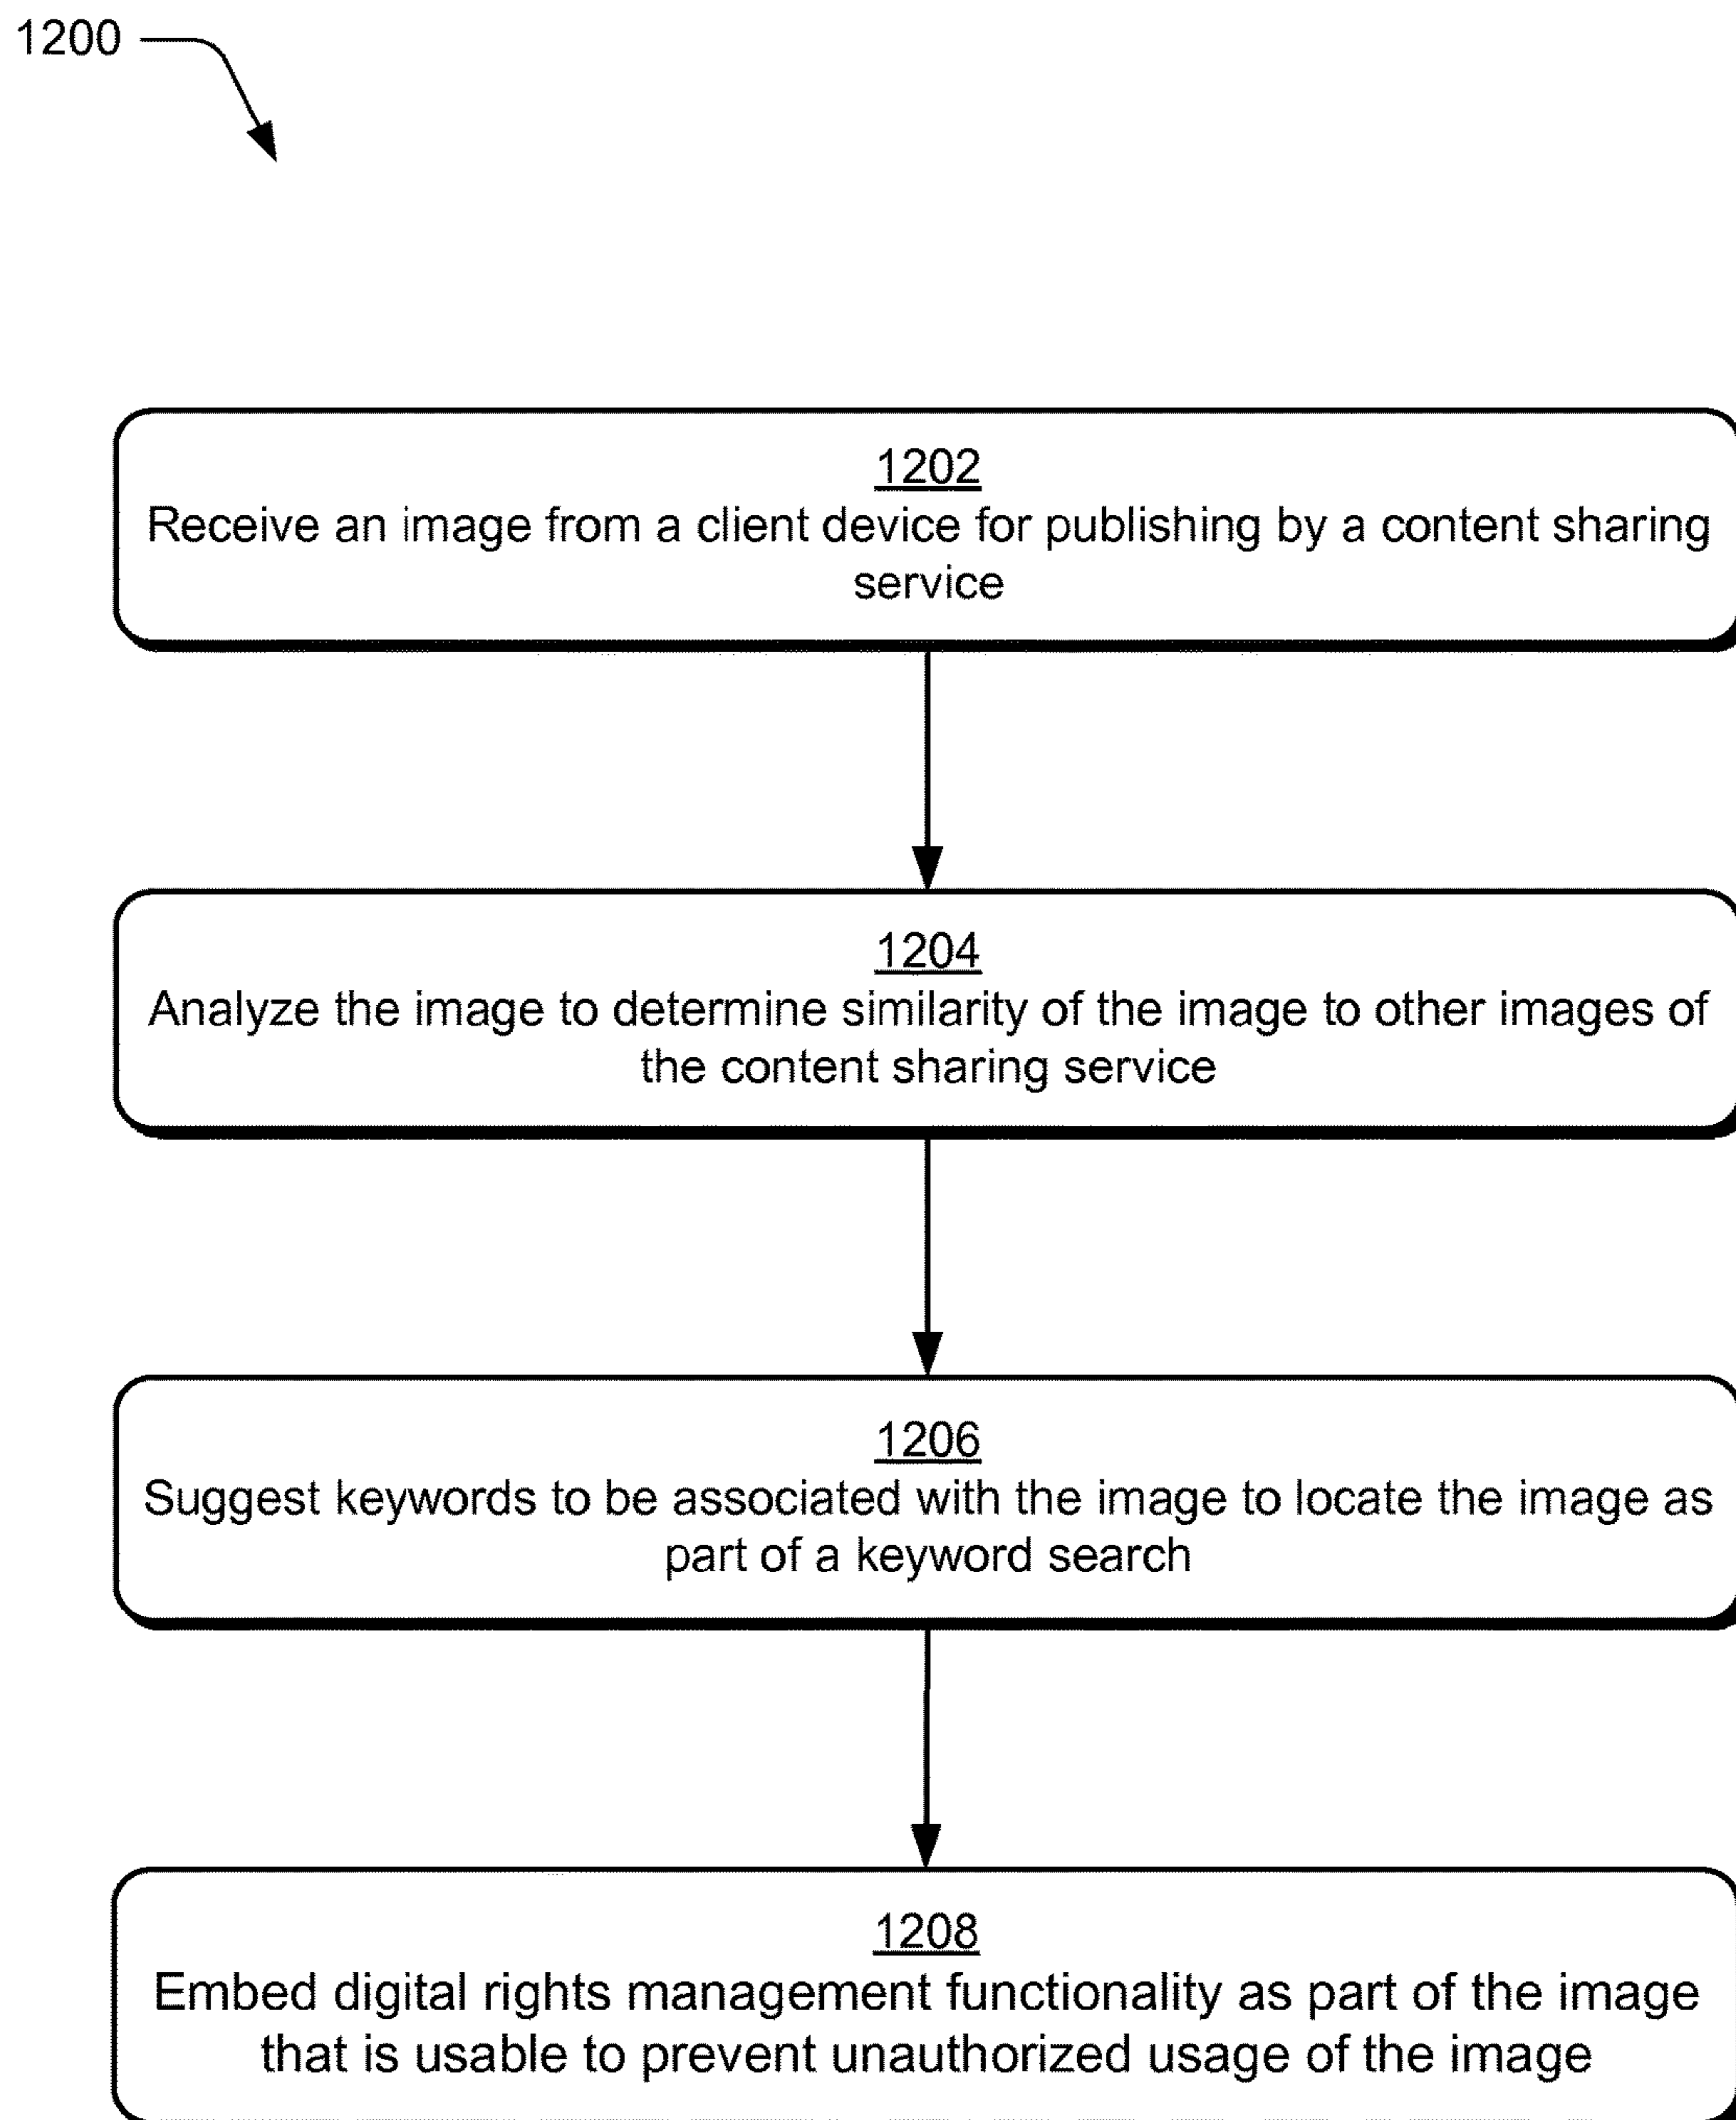 1200
1202
Receive an image from a client device for publishing by a content sharing
service
1204
Analyze the image to determine similarity of the image to other images of
the content sharing service
1206
Suggest keywords to be associated with the image to locate the image as
part of a keyword search
1208
Embed digital rights management functionality as part of the image
that is usable to prevent unauthorized usage of the image